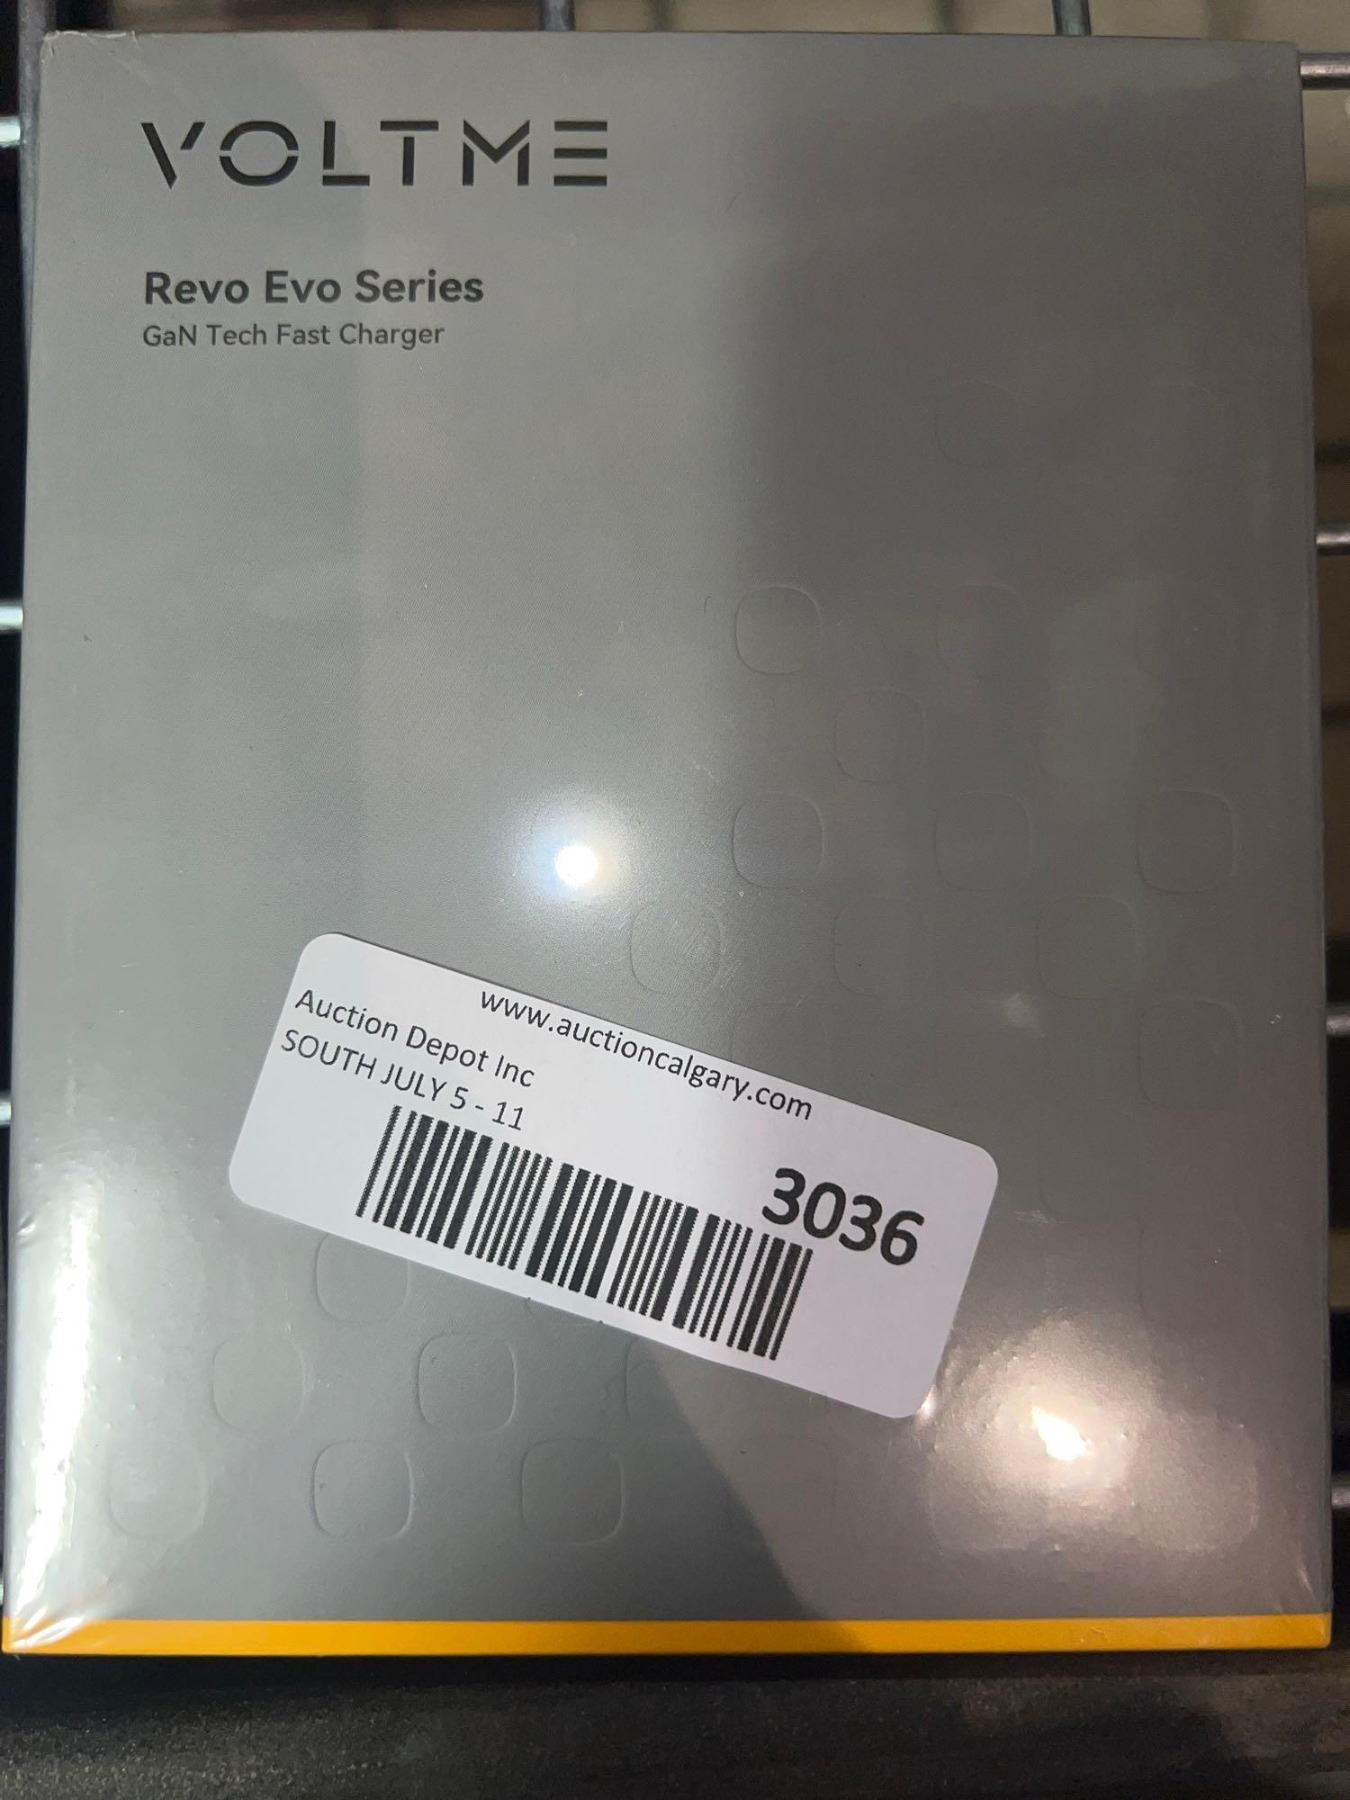 VOLTME
Revo Evo Series
GaN Tech Fast Charger
www.auctioncalgary.com
Auction Depot Inc
SOUTH JULY 5 - 11
3036